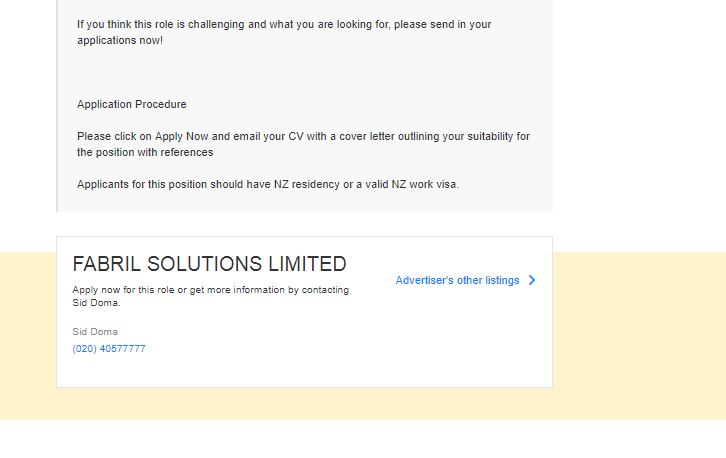 If you think this role is challenging and what you are looking for, please send in your
applications now!
Application Procedure
Please click on Apply Now and email your CV with a cover letter outlining your suitability for
the position with references
Applicants for this position should have NZ residency or a valid NZ work visa.
FABRIL SOLUTIONS LIMITED
Apply now for this role or get more information by contacting
Sid Doma.
Advertiser's other listings
Sid Doma
(020) 40577777